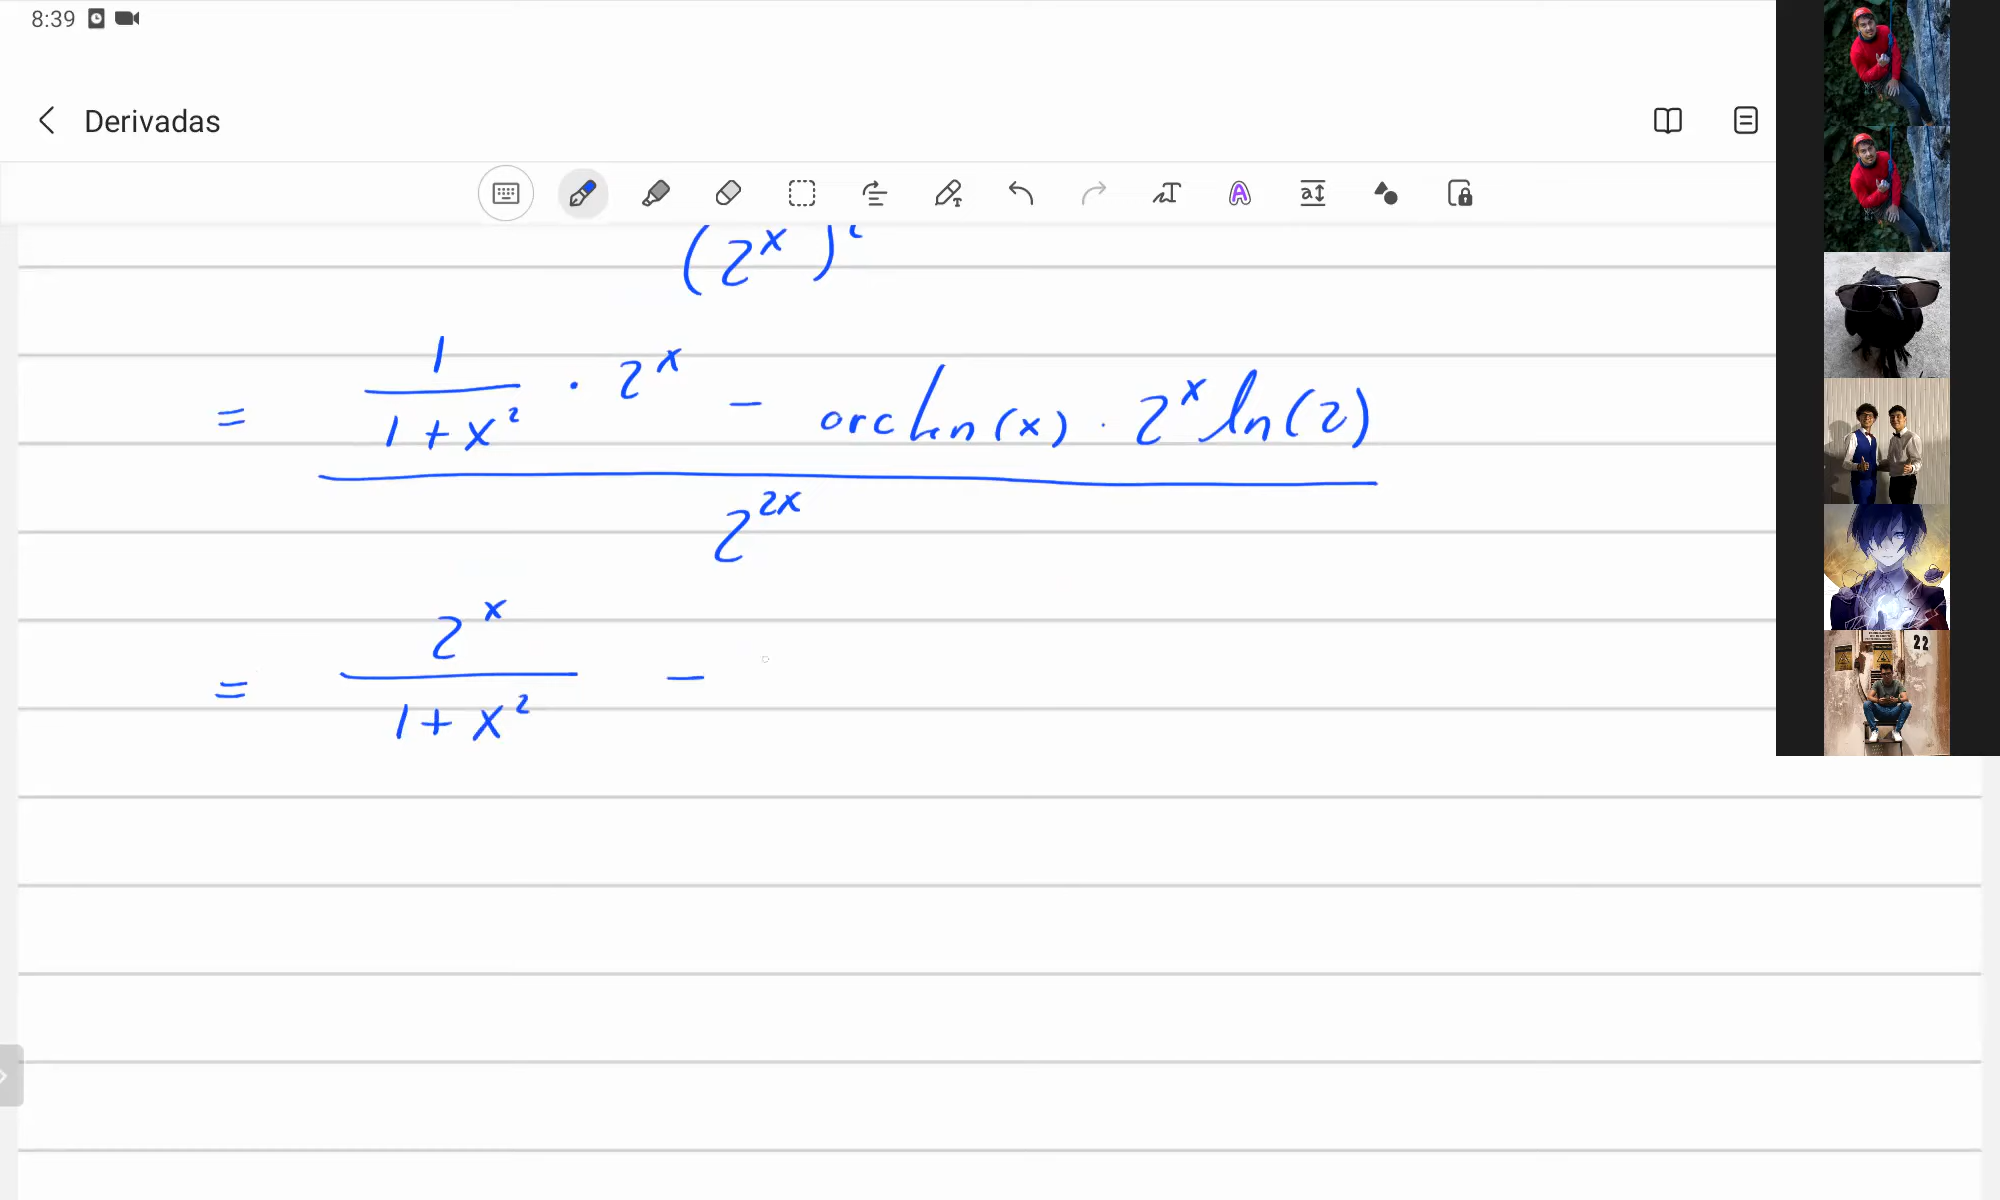 8:39
Derivadas
(2^x)^2
= (1/(1+x^2) · 2^x - arctan(x) · 2^x ln(2)) / 2^{2x}
= 2^x/(1+x^2) -
22